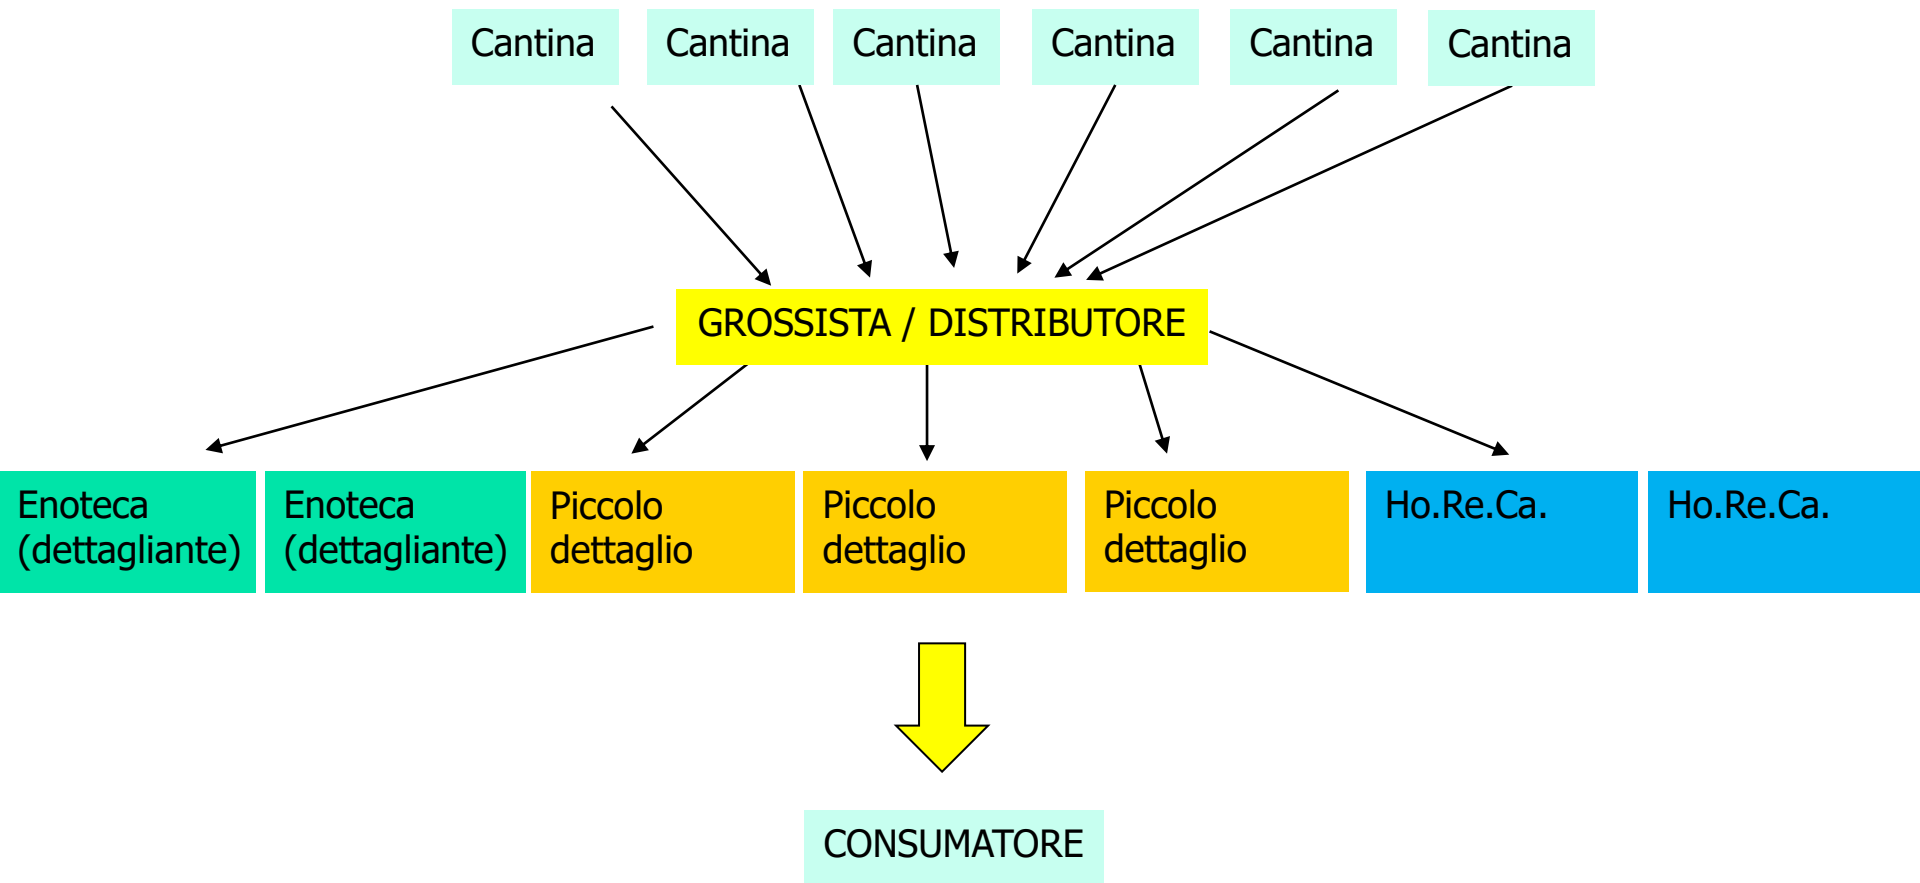 Cantina
Cantina
Cantina
Cantina
Cantina
Cantina
GROSSISTA / DISTRIBUTORE
Enoteca
(dettagliante)
Enoteca
(dettagliante)
Piccolo
dettaglio
Piccolo
dettaglio
Piccolo
dettaglio
Ho.Re.Ca.
Ho.Re.Ca.
CONSUMATORE